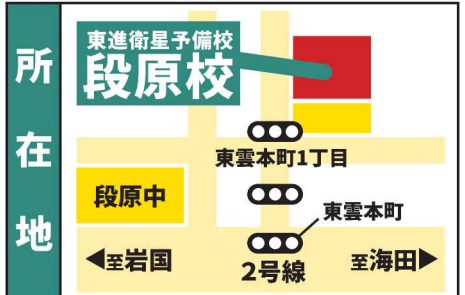 所在地
東進衛星予備校
段原校
東雲本町1丁目
段原中
東雲本町
◀至岩国
2号線
至海田▶